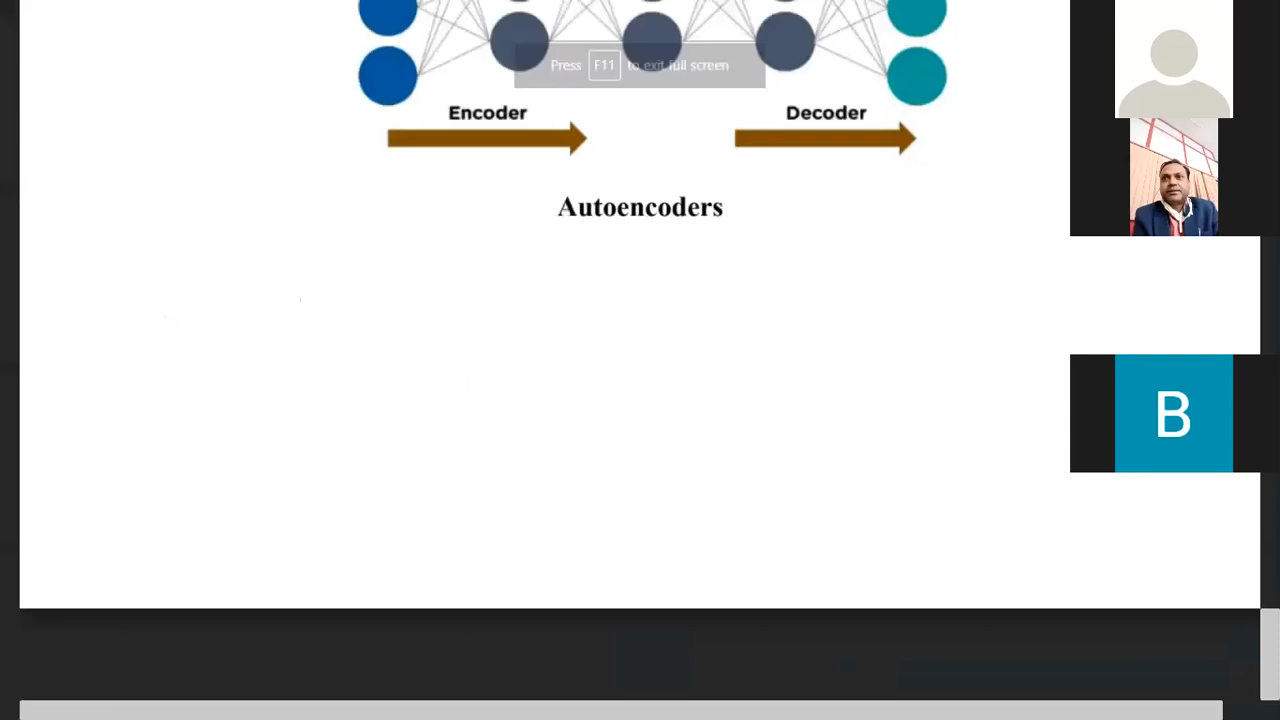 Press F11 to exit full screen
Encoder
Decoder
Autoencoders
B